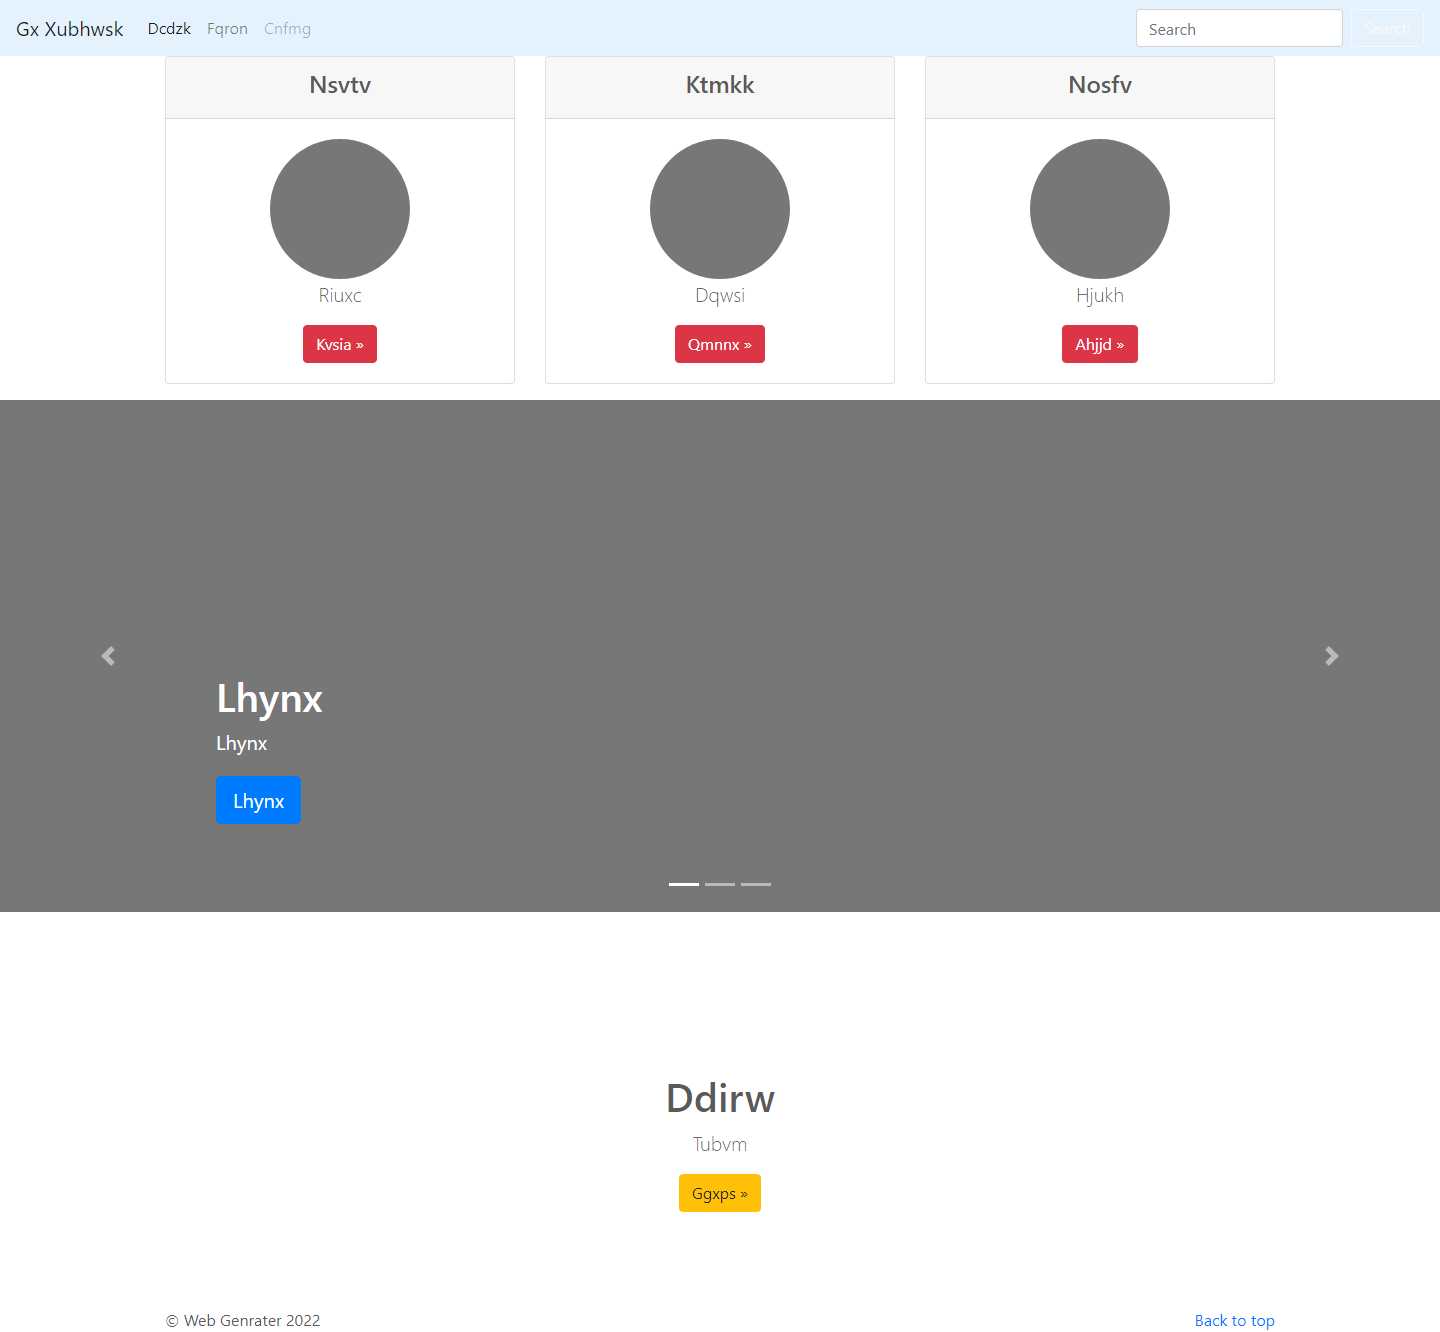 Gx Xubhwsk Dcdzk Fqron Cnfmg Search Search
Nsvtv Ktmkk Nosfv
Riuxc Dqwsi Hjukh
Kvsia » Qmnnx » Ahjjd »
Lhynx
Lhynx
Lhynx
Ddirw
Tubvm
Ggxps »
© Web Genrater 2022 Back to top